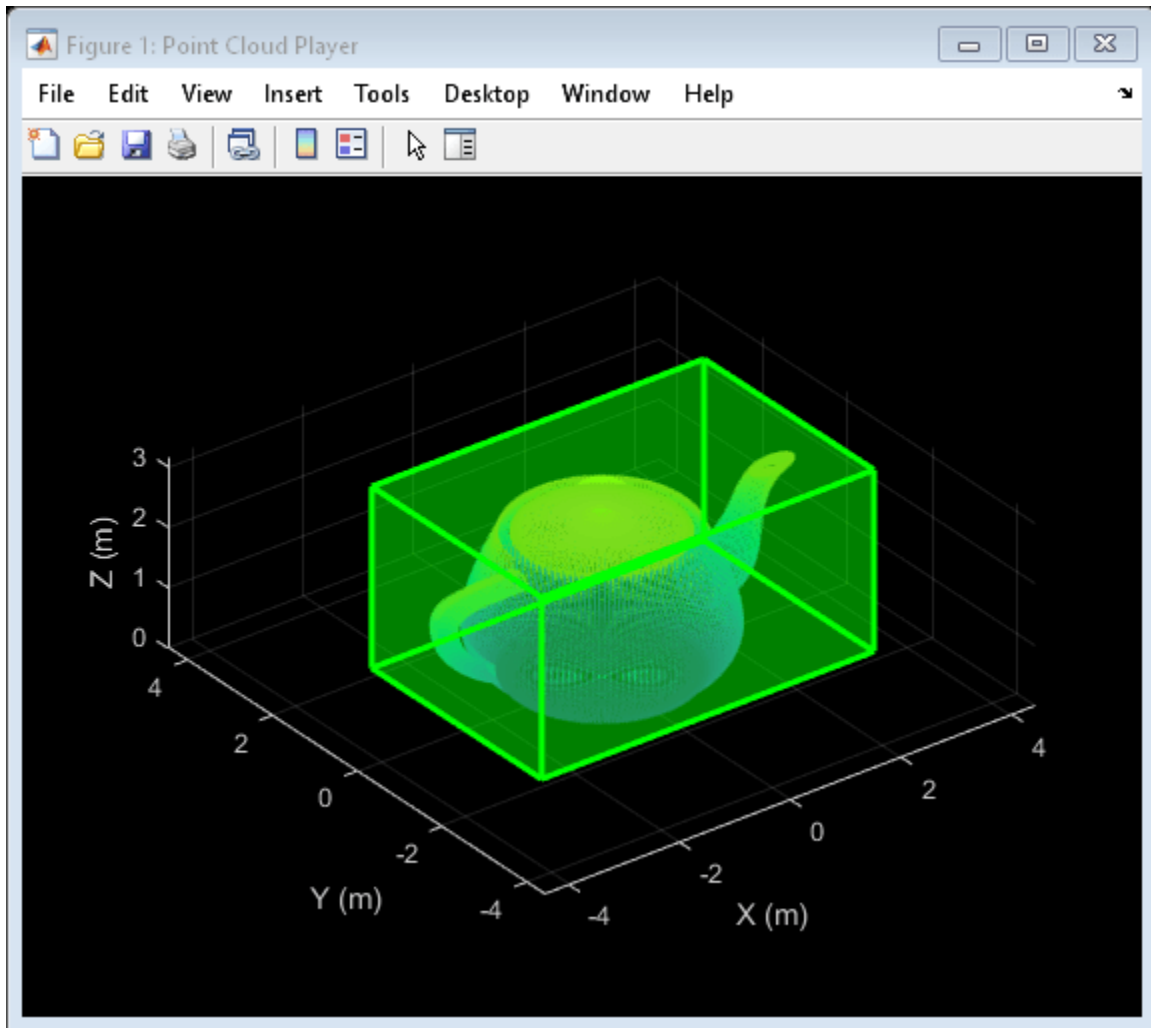 Figure 1: Point Cloud Player
File Edit View Insert Tools Desktop Window Help
3
2
1
0
Z (m)
4
2
0
-2
-4
Y (m)
-4
-2
0
2
4
X (m)